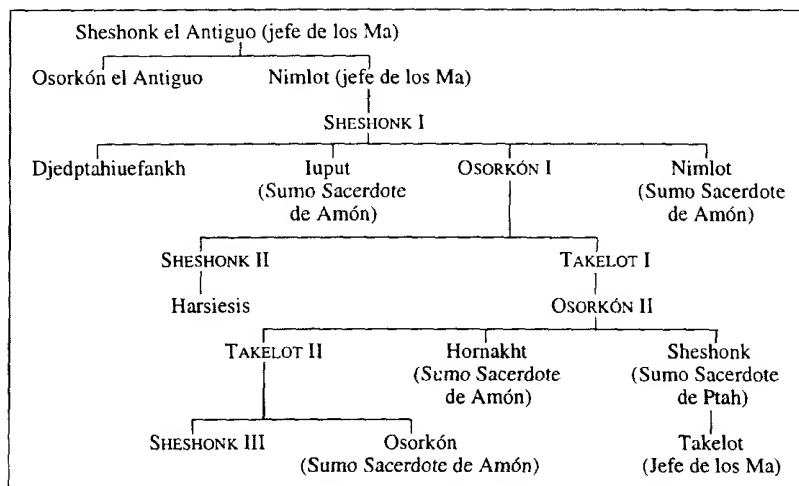 Sheshonk el Antiguo (jefe de los Ma)
Osorkón el Antiguo Nimlot (jefe de los Ma)
SHESHONK I
Djedptahiuefankh Iuput OSORKÓN I Nimlot
(Sumo Sacerdote (Sumo Sacerdote
de Amón) de Amón)
SHESHONK II TAKELOT I
Harsiesis OSORKÓN II
TAKELOT II Hornakht Sheshonk
(Sumo Sacerdote (Sumo Sacerdote
de Amón) de Ptah)
SHESHONK III Osorkón Takelot
(Sumo Sacerdote de Amón) (Jefe de los Ma)